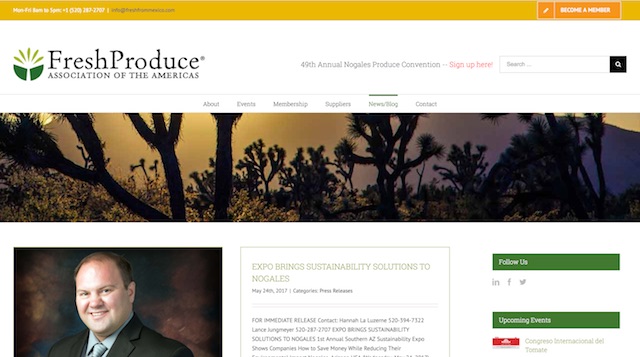 Mon-Fri 8am to 5pm: +1 (520) 287-2707 | info@freshfrommexico.com
BECOME A MEMBER
FreshProduce®
ASSOCIATION OF THE AMERICAS
49th Annual Nogales Produce Convention -- Sign up here!
Search ...
About Events Membership Suppliers News/Blog Contact
EXPO BRINGS SUSTAINABILITY SOLUTIONS TO
NOGALES
May 24th, 2017 | Categories: Press Releases
FOR IMMEDIATE RELEASE Contact: Hannah La Luzerne 520-394-7322
Lance Jungmeyer 520-287-2707 EXPO BRINGS SUSTAINABILITY
SOLUTIONS TO NOGALES 1st Annual Southern AZ Sustainability Expo
Shows Companies How to Save Money While Reducing Their
Follow Us
Upcoming Events
Congreso Internacional del
Tomate